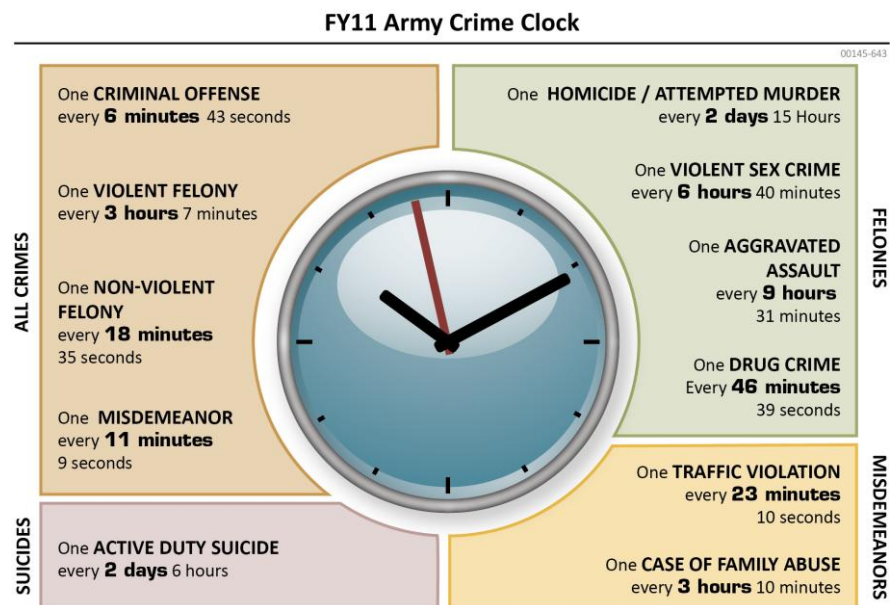 FY11 Army Crime Clock
00145-643
ALL CRIMES
One CRIMINAL OFFENSE
every 6 minutes 43 seconds
One VIOLENT FELONY
every 3 hours 7 minutes
One NON-VIOLENT
FELONY
every 18 minutes
35 seconds
One MISDEMEANOR
every 11 minutes
9 seconds
FELONIES
One HOMICIDE / ATTEMPTED MURDER
every 2 days 15 Hours
One VIOLENT SEX CRIME
every 6 hours 40 minutes
One AGGRAVATED
ASSAULT
every 9 hours
31 minutes
One DRUG CRIME
Every 46 minutes
39 seconds
SUICIDES
One ACTIVE DUTY SUICIDE
every 2 days 6 hours
MISDEMEANORS
One TRAFFIC VIOLATION
every 23 minutes
10 seconds
One CASE OF FAMILY ABUSE
every 3 hours 10 minutes